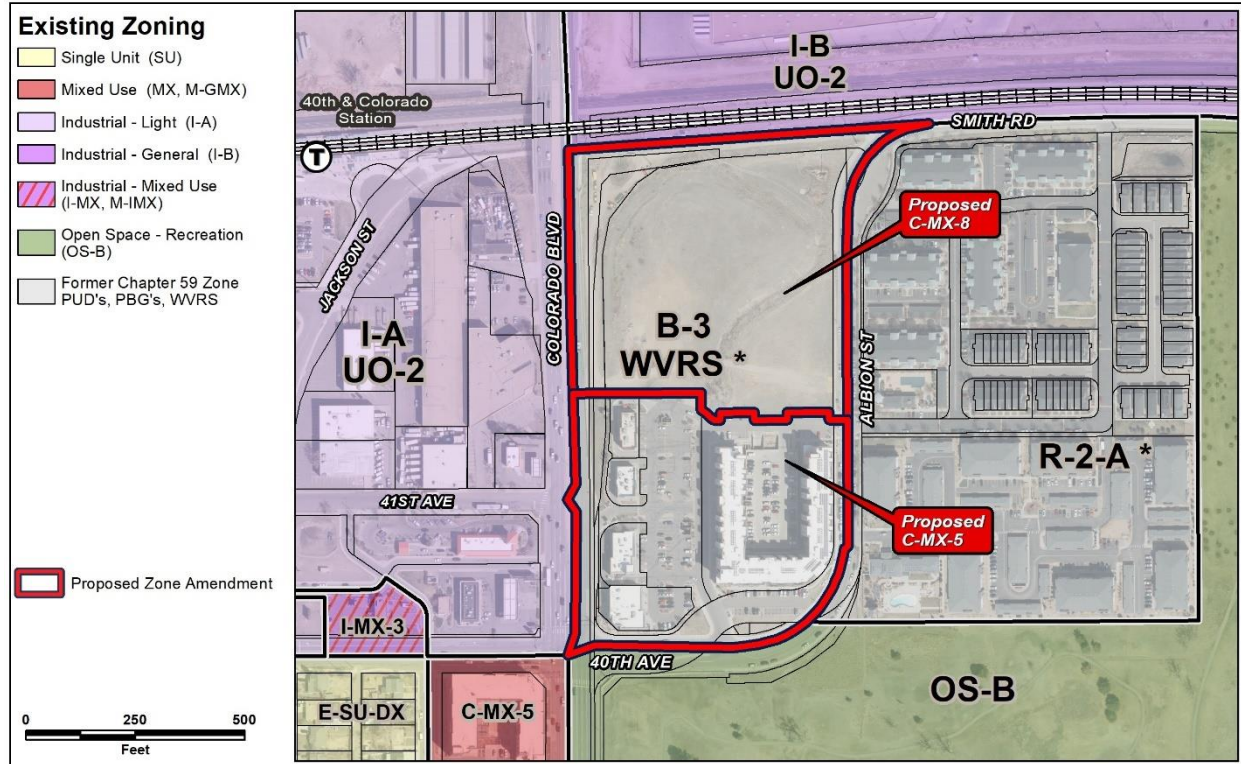 Existing Zoning
Single Unit (SU)
Mixed Use (MX, M-GMX)
Industrial - Light (I-A)
Industrial - General (I-B)
Industrial - Mixed Use
(I-MX, M-IMX)
Open Space - Recreation
(OS-B)
Former Chapter 59 Zone
PUD's, PBG's, WVRS
Proposed Zone Amendment
0 250 500
Feet
I-B
UO-2
40th & Colorado
Station
T
SMITH RD
Proposed
C-MX-8
JACKSON ST
COLORADO BLVD
I-A
UO-2
B-3
WVRS *
ALBION ST
R-2-A *
41ST AVE
Proposed
C-MX-5
I-MX-3
40TH AVE
E-SU-DX
C-MX-5
OS-B